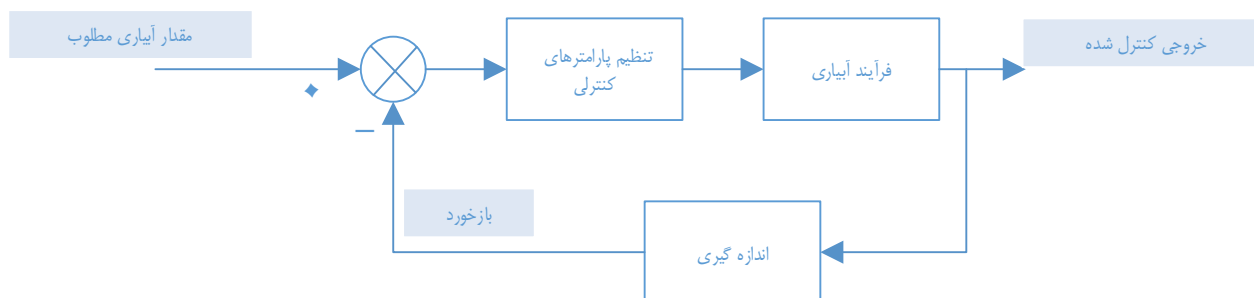 مقدار آبیاری مطلوب
تنظیم پارامترهای
کنترلی
فرآیند آبیاری
خروجی کنترل شده
بازخورد
اندازه گیری